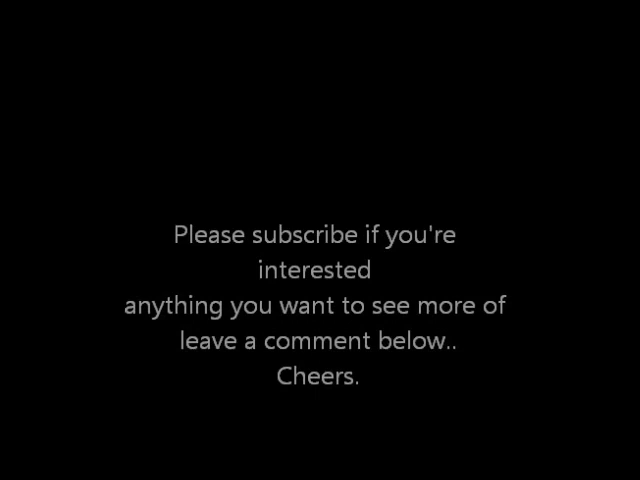 Please subscribe if you're
interested
anything you want to see more of
leave a comment below..
Cheers.